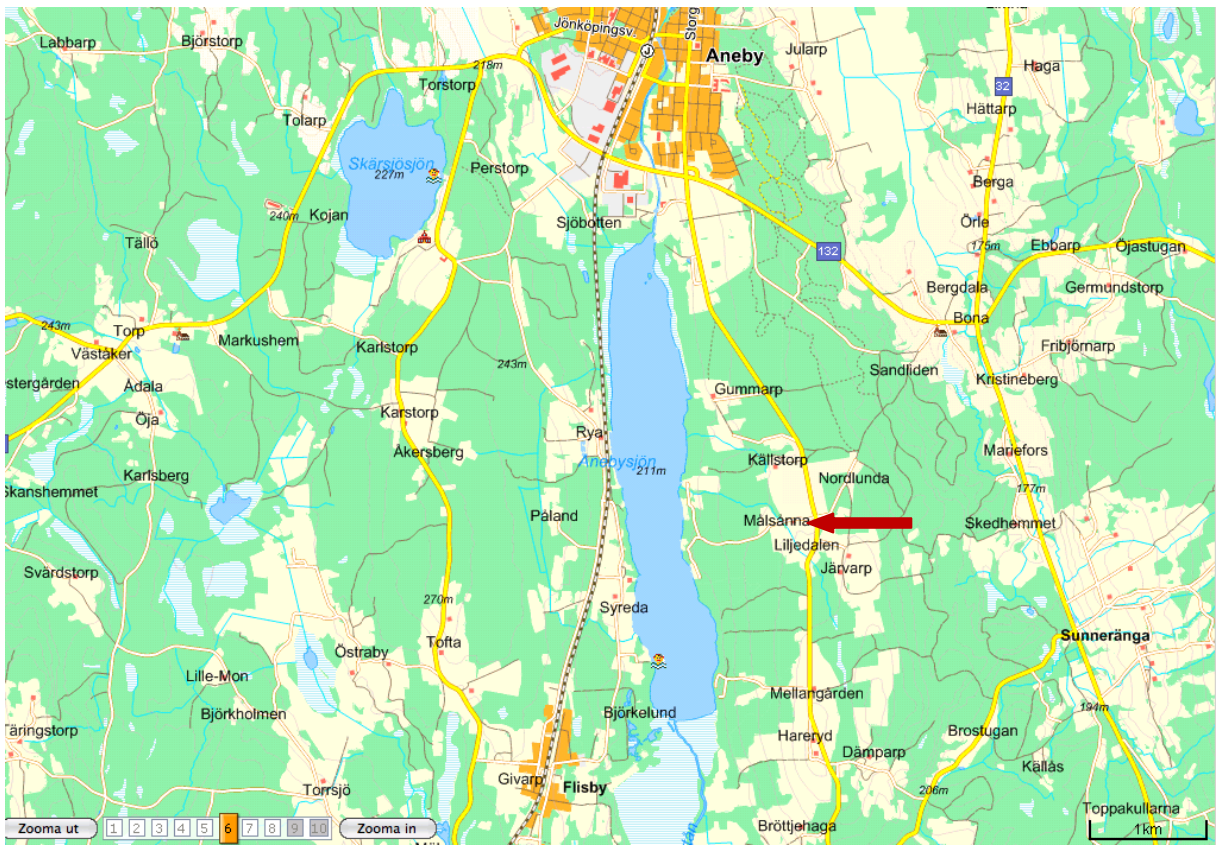 Jönköpingsv.
Storg
Labbarp
Björstorp
Aneby
Jularp
218m
Haga
Torstorp
32
Hättarp
Tolarp
Skärsjösjön
227m
Perstorp
Berga
Kojan
240m
Sjöbotten
Örle
Tällö
175m
Ebbarp
Öjastugan
132
Bergdala
Germundstorp
243m
Torp
Bona
Markushem
Karlstorp
Fribjörnarp
Väståker
243m
Sandliden
Ådala
Kristineberg
stergården
Gummarp
Öja
Karstorp
Rya
Åkersberg
Manefors
Anebysjön
211m
Källstorp
Karlsberg
Nordlunda
177m
Skanshemmet
Påland
Målsånna
Skedhemmet
Liljedalen
Järvarp
Svärdstorp
270m
Syreda
Tofta
Sunneränga
Östraby
Lille-Mon
Mellangården
Björkholmen
Björkelund
194m
Täringstorp
Brostugan
Hareryd
Dämparp
Källås
Givarp
Flisby
Torrsjö
206m
Toppakullarna
Bröttjehaga
Zooma ut
1 2 3 4 5 6 7 8 9 10
Zooma in
1km